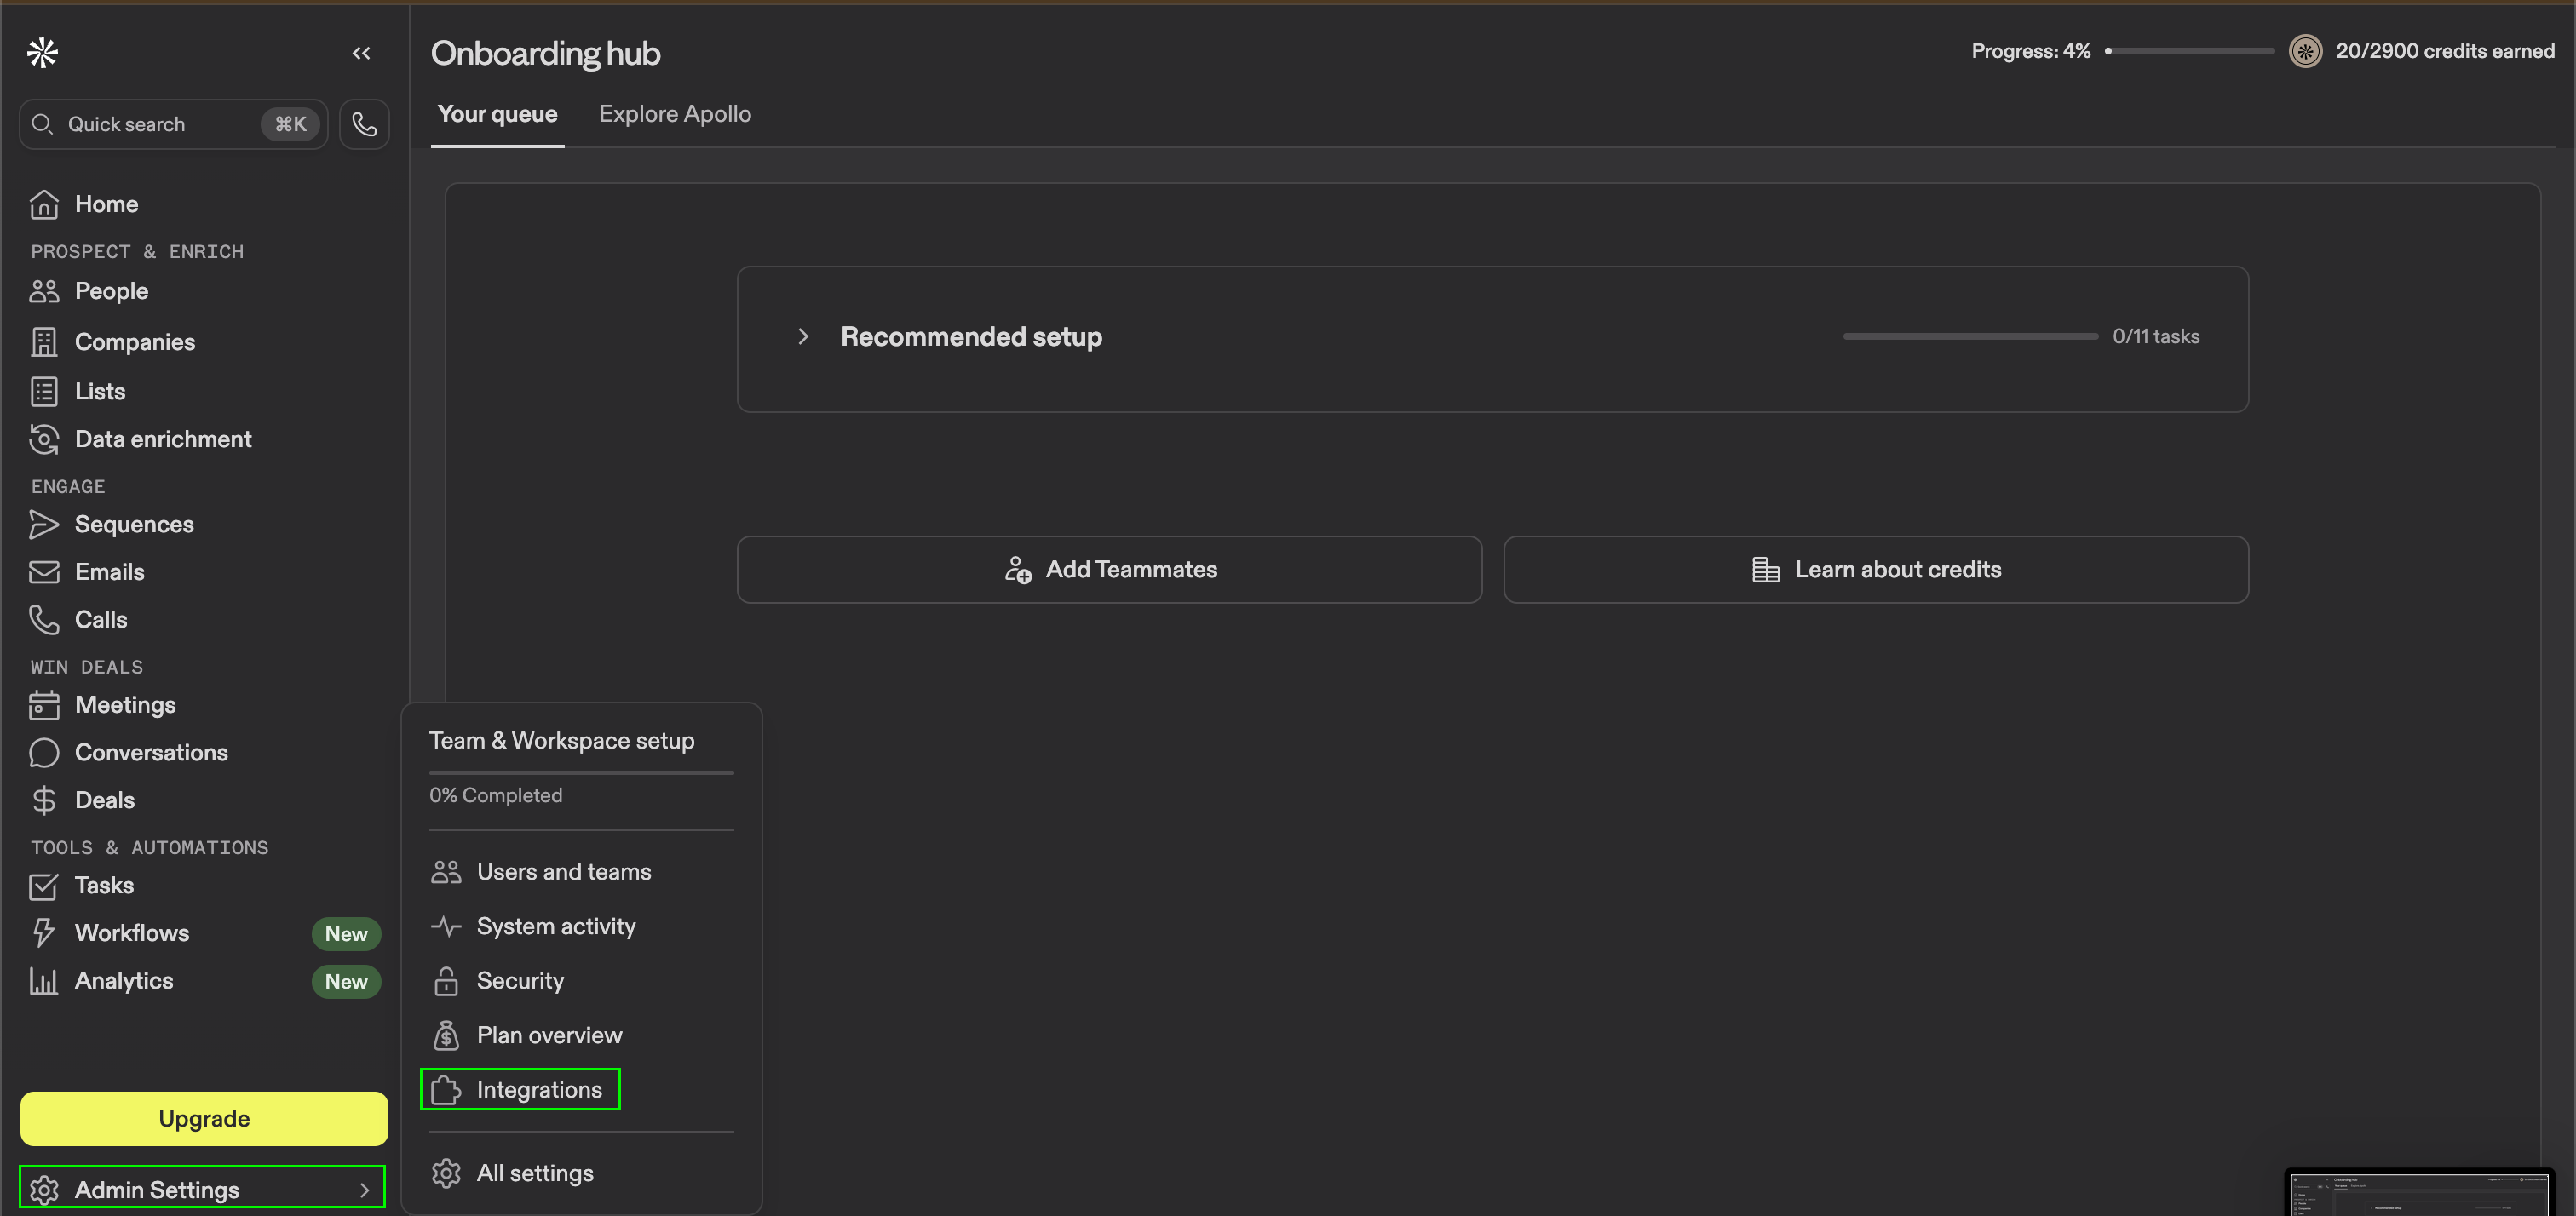 Onboarding hub
Progress: 4%
20/2900 credits earned
Quick search
⌘K
Your queue
Explore Apollo
Home
PROSPECT & ENRICH
People
Companies
Lists
Data enrichment
ENGAGE
Sequences
Emails
Calls
WIN DEALS
Meetings
Conversations
Deals
TOOLS & AUTOMATIONS
Tasks
Workflows New
Analytics New
Upgrade
Admin Settings
Recommended setup
0/11 tasks
Add Teammates
Learn about credits
Team & Workspace setup
0% Completed
Users and teams
System activity
Security
Plan overview
Integrations
All settings